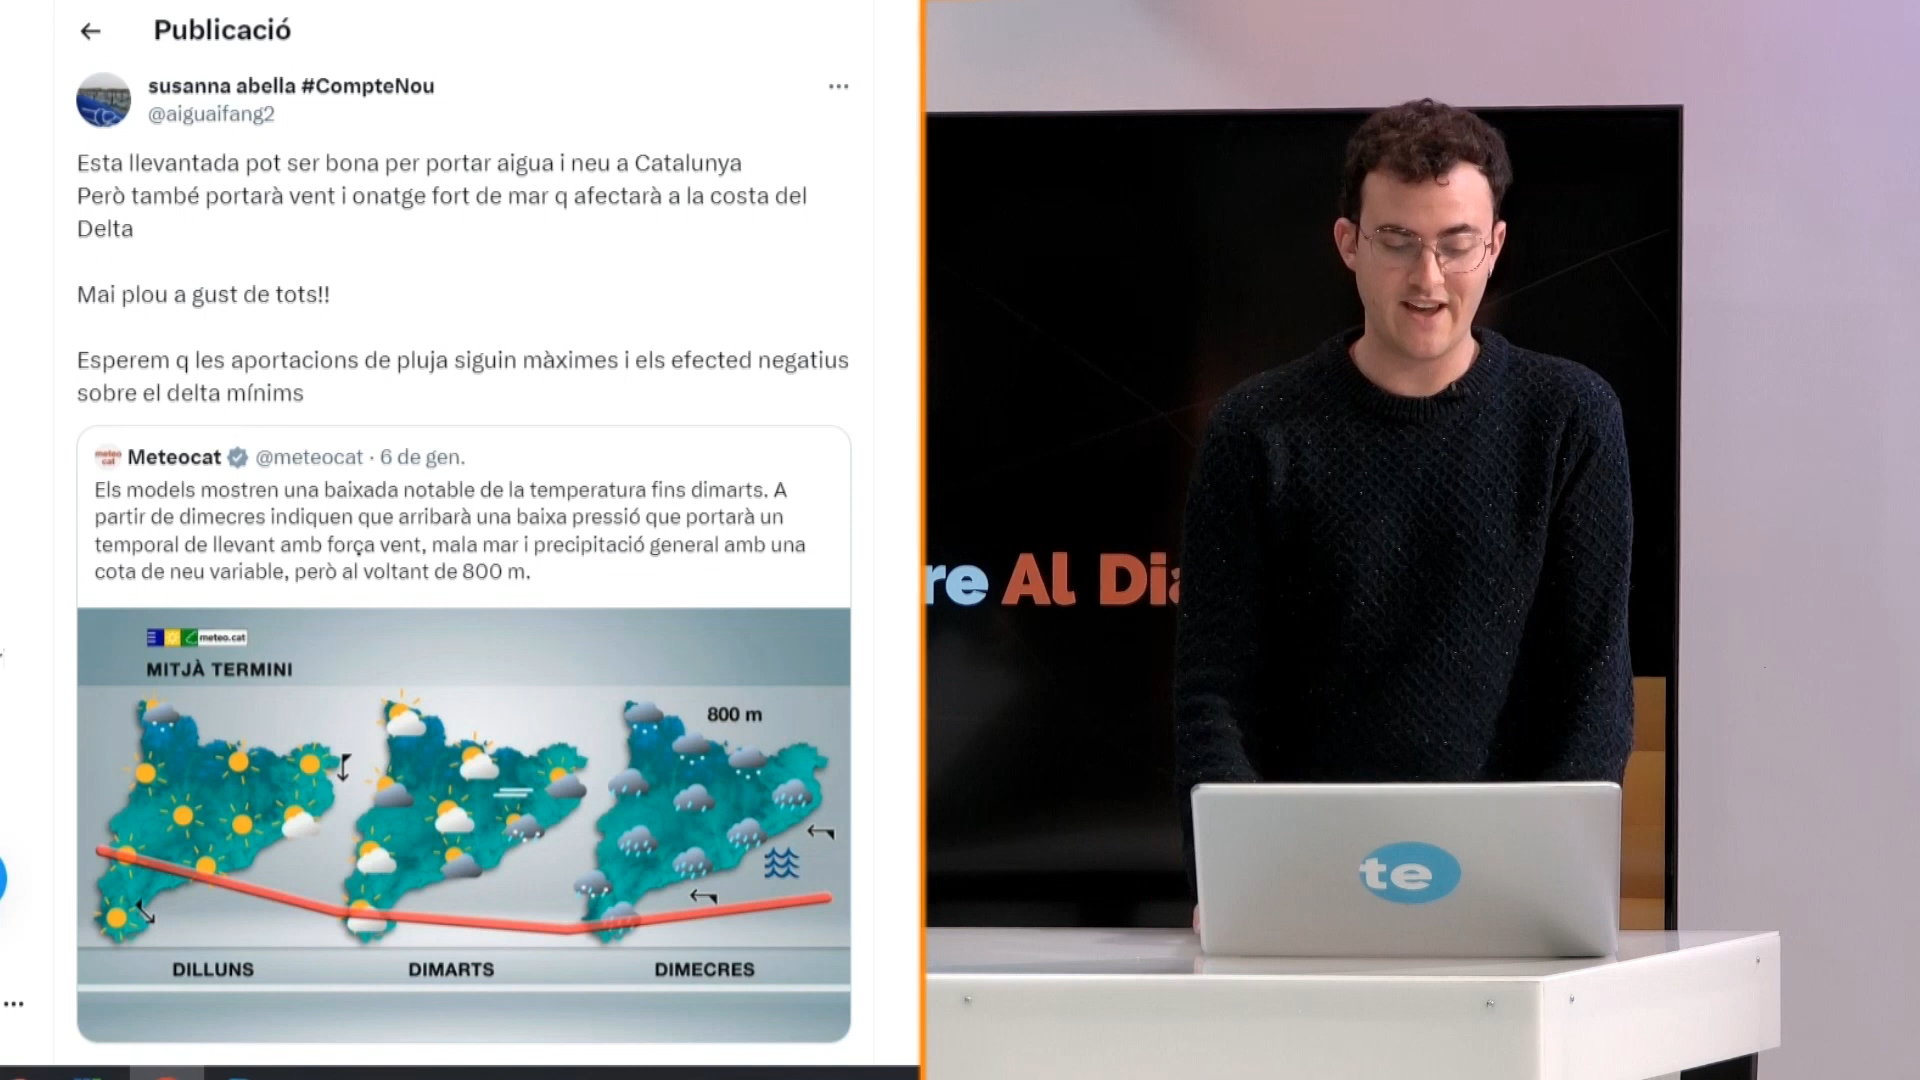 Publicació
susanna abella #CompteNou
@aiguaifang2
Esta llevantada pot ser bona per portar aigua i neu a Catalunya
Però també portarà vent i onatge fort de mar q afectarà a la costa del
Delta
Mai plou a gust de tots!!
Esperem q les aportacions de pluja siguin màximes i els efected negatius
sobre el delta mínims
meteo
cat
Meteocat @meteocat · 6 de gen.
Els models mostren una baixada notable de la temperatura fins dimarts. A
partir de dimecres indiquen que arribarà una baixa pressió que portarà un
temporal de llevant amb força vent, mala mar i precipitació general amb una
cota de neu variable, però al voltant de 800 m.
meteo.cat
MITJÀ TERMINI
800 m
DILLUNS DIMARTS DIMECRES
re Al Dia
te